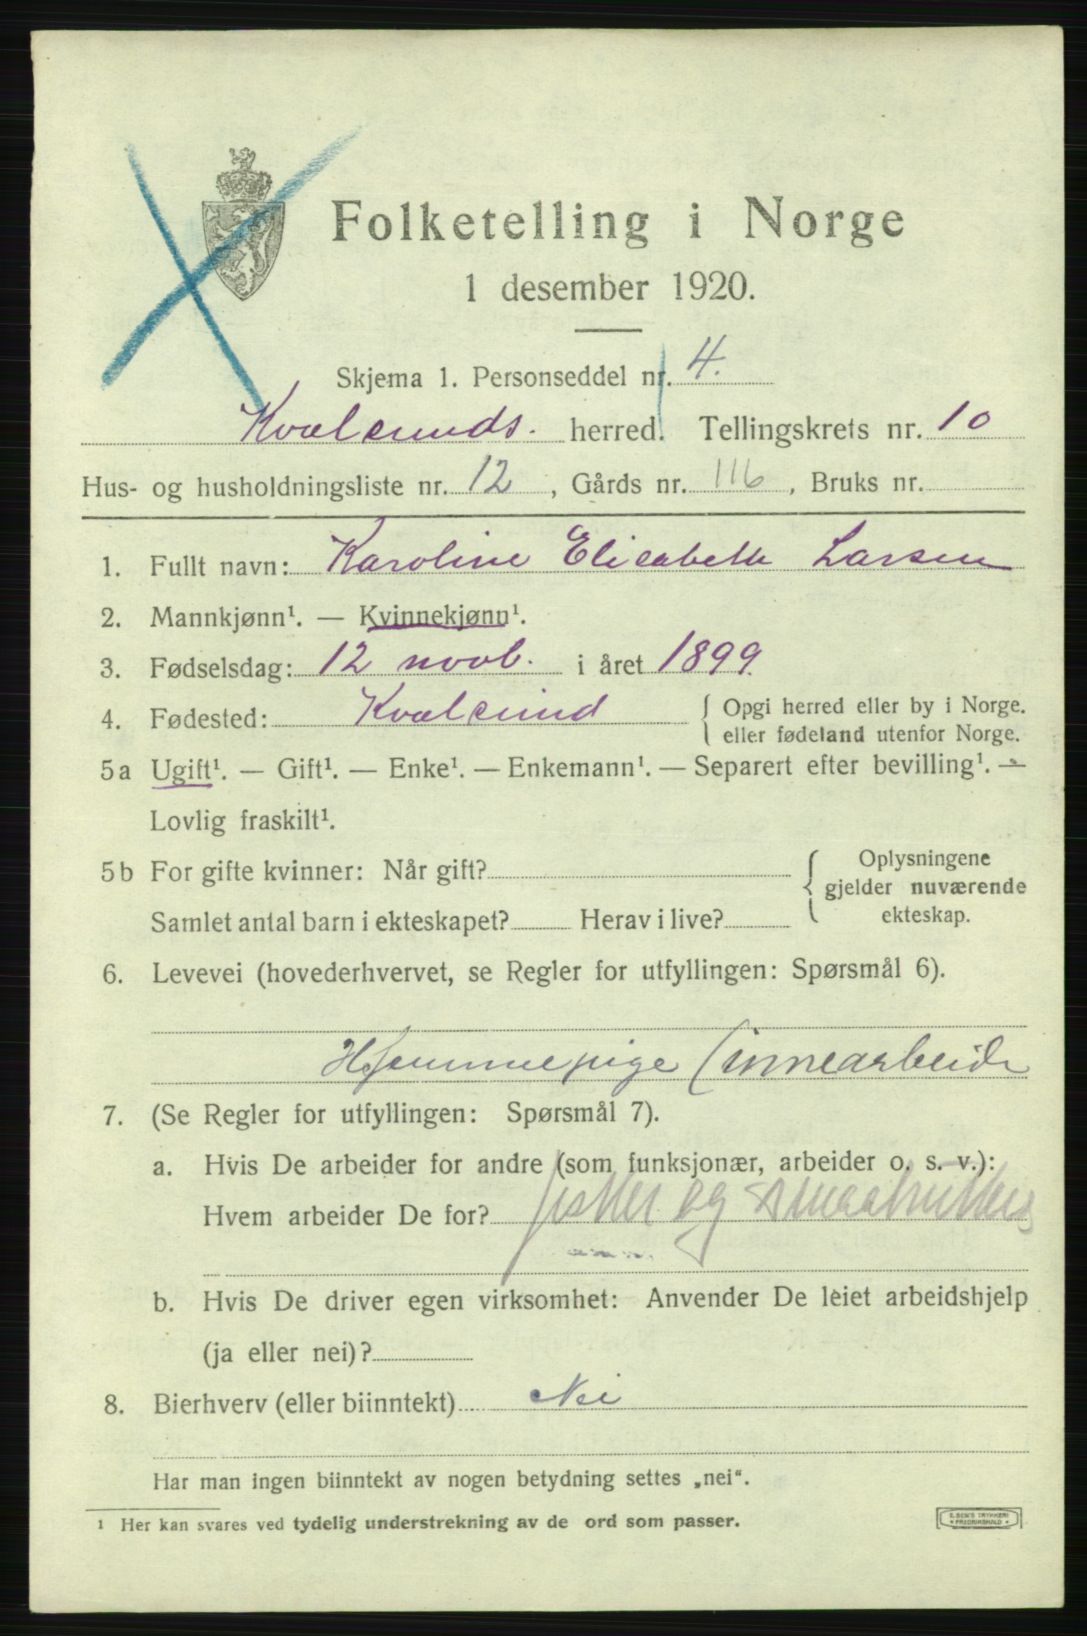 Folketelling i Norge
1 desember 1920.
Skjema 1. Personseddel nr. 4.
Kvalsunds. herred. Tellingskrets nr. 10
Hus- og husholdningsliste nr. 12, Gårds nr. 116, Bruks nr.
1. Fullt navn: Karoline Elisabeth Larsen
2. Mannkjønn¹. — Kvinnekjønn¹.
3. Fødselsdag: 12 novb. i året 1899.
4. Fødested: Kvalsund { Opgi herred eller by i Norge.
eller fødeland utenfor Norge.
5a Ugift¹. — Gift¹. — Enke¹. — Enkemann¹. — Separert efter bevilling¹. —
Lovlig fraskilt¹.
5b For gifte kvinner: Når gift? { Oplysningene
gjelder nuværende
Samlet antal barn i ekteskapet? Herav i live? ekteskap.
6. Levevei (hovederhvervet, se Regler for utfyllingen: Spørsmål 6).
Hjemmepige (innearbeide
7. (Se Regler for utfyllingen: Spørsmål 7).
a. Hvis De arbeider for andre (som funksjonær, arbeider o. s. v.):
Hvem arbeider De for? fisker og smaabruker
b. Hvis De driver egen virksomhet: Anvender De leiet arbeidshjelp
(ja eller nei)?
8. Bierhverv (eller biinntekt) Nei
Har man ingen biinntekt av nogen betydning settes „nei“.
¹ Her kan svares ved tydelig understrekning av de ord som passer.